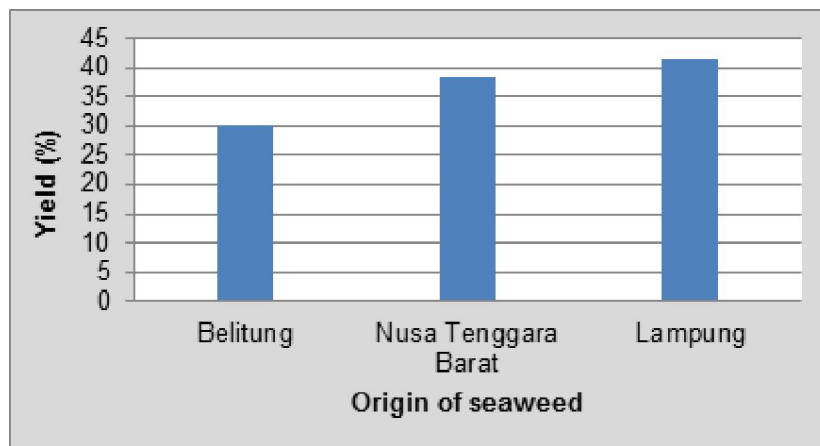 45
40
35
30
25
20
15
10
5
0
Yield (%)
Belitung
Nusa Tenggara
Barat
Lampung
Origin of seaweed